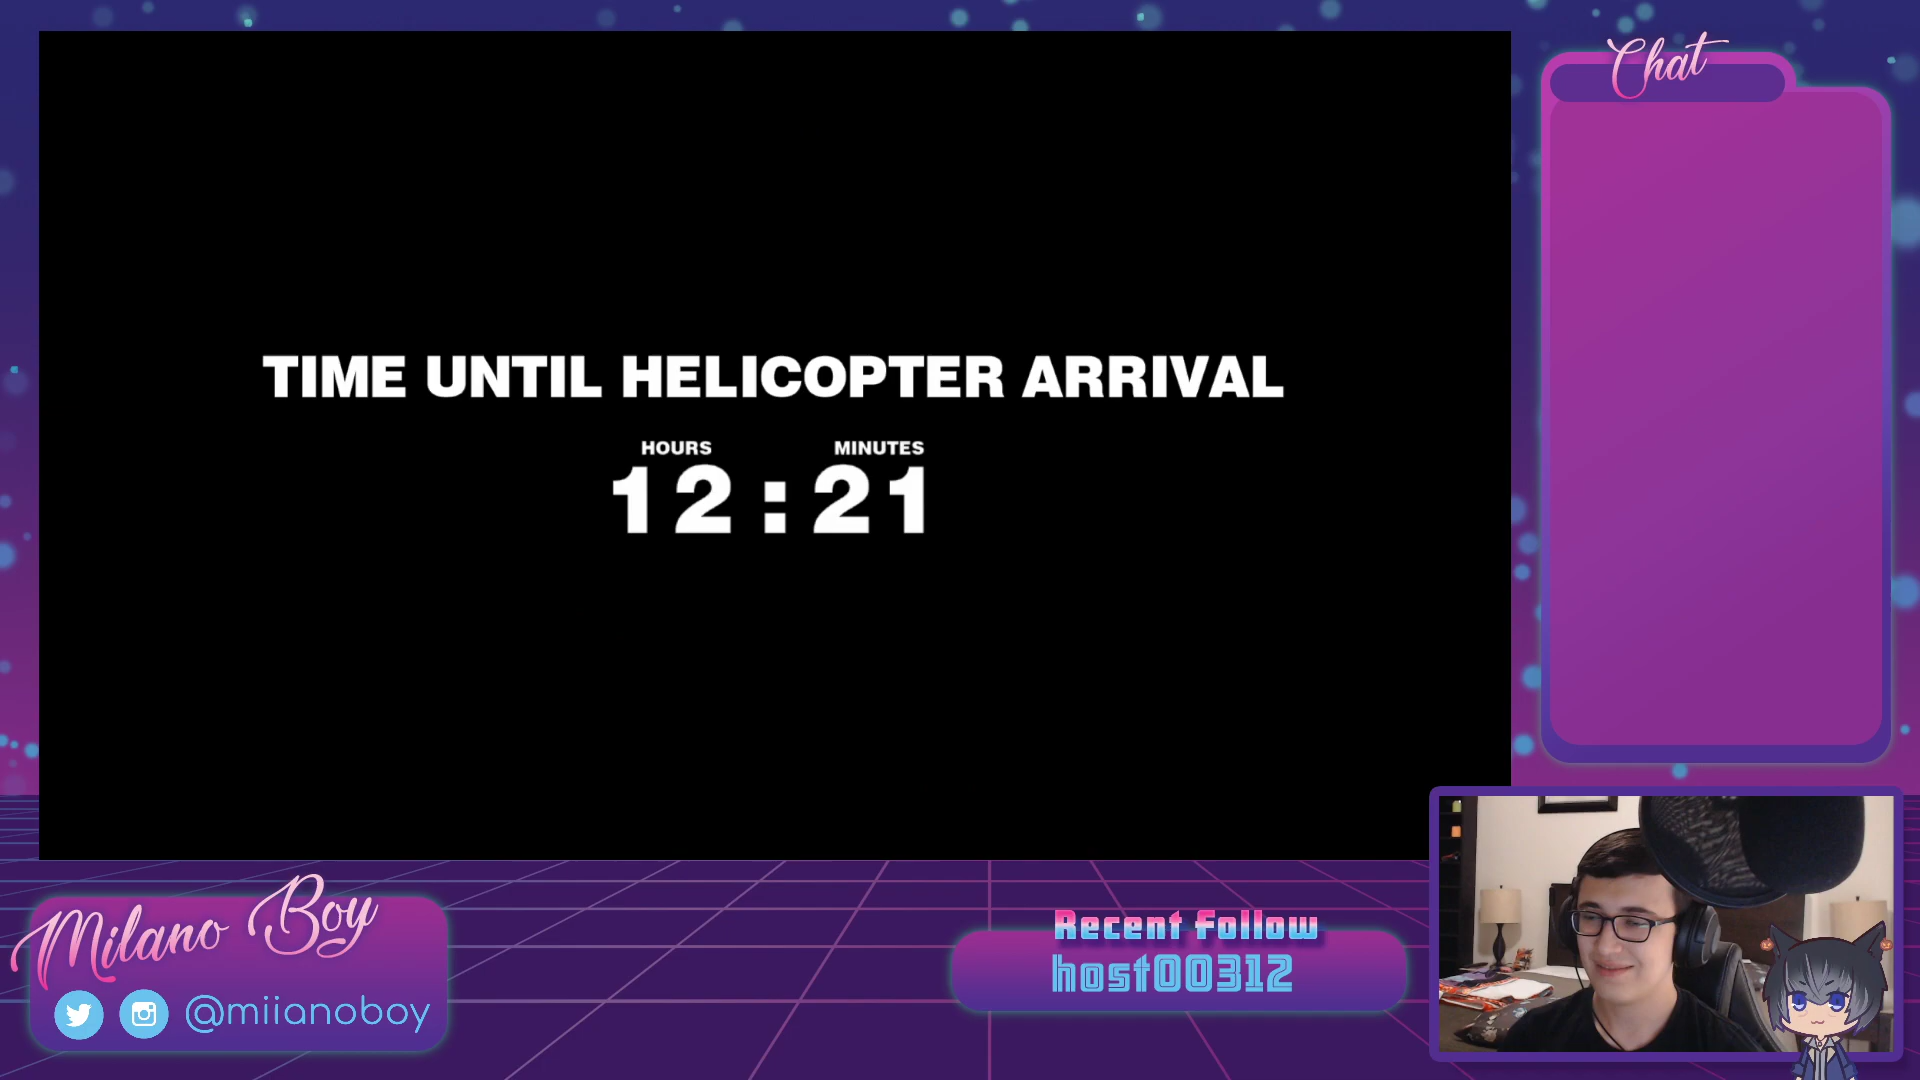 Chat
TIME UNTIL HELICOPTER ARRIVAL
HOURS MINUTES
12:21
Milano Boy
@miianoboy
Recent Follow
host00312